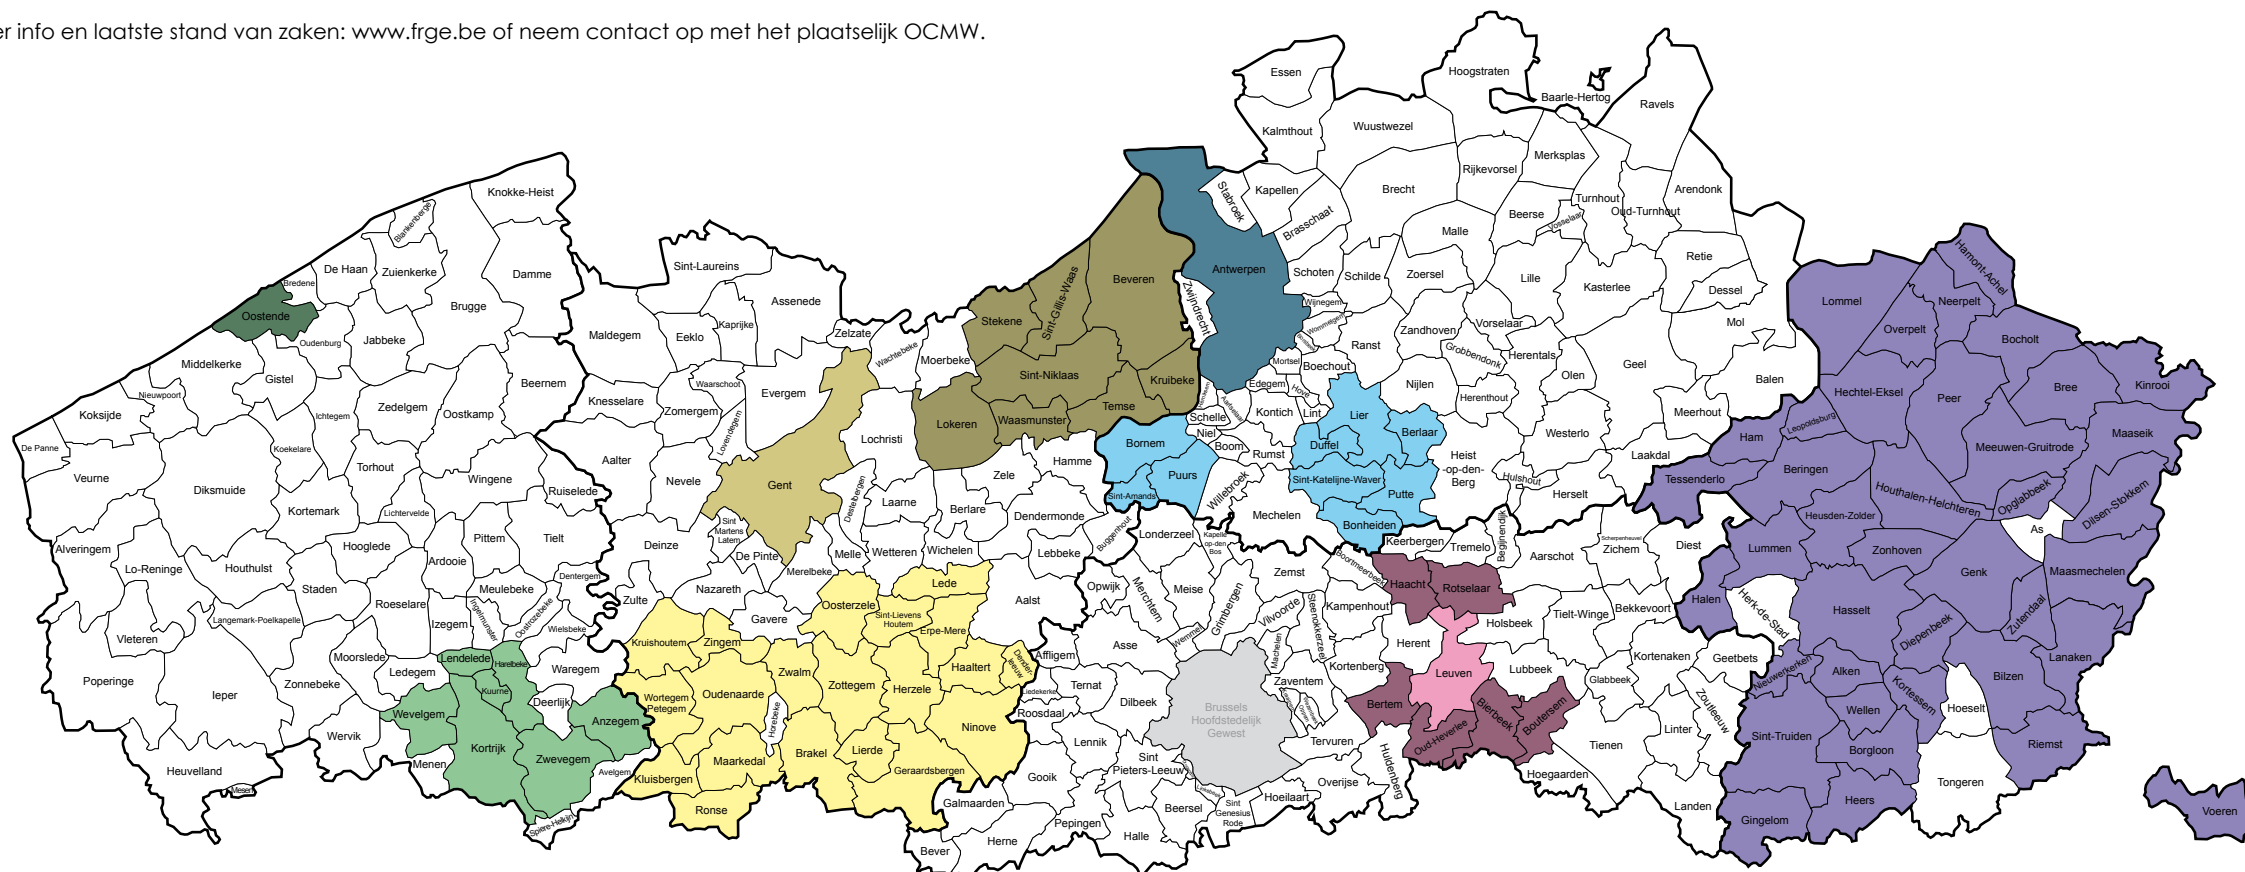 er info en laatste stand van zaken: www.frge.be of neem contact op met het plaatselijk OCMW.
Essen
Hoogstraten
Baarle-Hertog
Ravels
Kalmthout
Wuustwezel
Merksplas
Rijkevorsel
Knokke-Heist
Stabroek
Kapellen
Brecht
Turnhout
Arendonk
Blankenberge
Brasschaat
Beerse
Vosselaar
Oud-Turnhout
Malle
De Haan
Zuienkerke
Damme
Sint-Laureins
Bredene
Brugge
Assenede
Sint-Gillis-Waas
Beveren
Antwerpen
Schoten
Schilde
Zoersel
Lille
Kasterlee
Retie
Dessel
Hamont-Achel
Lommel
Neerpelt
Oostende
Zwijndrecht
Wijnegem
Wommelgem
Oudenburg
Jabbeke
Maldegem
Eeklo
Kaprijke
Zelzate
Wachtebeke
Moerbeke
Stekene
Zandhoven
Vorselaar
Mol
Overpelt
Bocholt
Ranst
Grobbendonk
Herentals
Middelkerke
Gistel
Beernem
Waarschoot
Evergem
Sint-Niklaas
Kruibeke
Mortsel
Boechout
Edegem
Hove
Nijlen
Olen
Geel
Balen
Hechtel-Eksel
Peer
Bree
Kinrooi
Nieuwpoort
Koksijde
Ichtegem
Zedelgem
Oostkamp
Knesselare
Zomergem
Lovendegem
Lochristi
Lokeren
Waasmunster
Temse
Aartselaar
Schelle
Kontich
Lint
Lier
Herenthout
Meerhout
De Panne
Koekelare
Niel
Boom
Rumst
Duffel
Berlaar
Westerlo
Ham
Leopoldsburg
Meeuwen-Gruitrode
Maaseik
Bornem
Veurne
Diksmuide
Torhout
Wingene
Ruiselede
Aalter
Nevele
Gent
Destelbergen
Laarne
Zele
Hamme
Puurs
Sint-Amands
Willebroek
Sint-Katelijne-Waver
Putte
Heist
-op-den-
Berg
Hulshout
Herselt
Laakdal
Tessenderlo
Beringen
Houthalen-Helchteren
Opglabbeek
Dilsen-Stokkem
Kortemark
Lichtervelde
Berlare
Dendermonde
Buggenhout
Mechelen
Bonheiden
Heusden-Zolder
As
Alveringem
Lo-Reninge
Houthulst
Hooglede
Ardooie
Pittem
Tielt
Deinze
Sint
Martens
Latem
De Pinte
Melle
Wetteren
Wichelen
Lebbeke
Londerzeel
Kapelle
op-den
Bos
Keerbergen
Tremelo
Begijnendijk
Aarschot
Scherpenheuvel
Zichem
Diest
Lummen
Zonhoven
Genk
Maasmechelen
Boortmeerbeek
Staden
Meulebeke
Dentergem
Merelbeke
Lede
Aalst
Opwijk
Merchtem
Meise
Grimbergen
Zemst
Haacht
Rotselaar
Vleteren
Langemark-Poelkapelle
Roeselare
Izegem
Ingelmunster
Oostrozebeke
Wielsbeke
Zulte
Nazareth
Gavere
Oosterzele
Sint-Lievens
Houtem
Erpe-Mere
Wemmel
Vilvoorde
Steenokkerzeel
Kampenhout
Herent
Holsbeek
Tielt-Winge
Bekkevoort
Halen
Herk-de-Stad
Hasselt
Diepenbeek
Zutendaal
Poperinge
Ieper
Moorslede
Zonnebeke
Ledegem
Lendelede
Harelbeke
Kuurne
Waregem
Deerlijk
Kruishoutem
Zingem
Zwalm
Zottegem
Haaltert
Dender-
leeuw
Affligem
Asse
Machelen
Kortenberg
Leuven
Lubbeek
Kortenaken
Geetbets
Glabbeek
Nieuwerkerken
Alken
Kortessem
Bilzen
Lanaken
Wortegem
Petegem
Oudenaarde
Horebeke
Herzele
Liedekerke
Ternat
Dilbeek
Zaventem
Wervik
Wevelgem
Kortrijk
Zwevegem
Anzegem
Ninove
Roosdaal
Brussels
Hoofdstedelijk
Gewest
Bertem
Bierbeek
Boutersem
Oud-Heverlee
Zoutleeuw
Linter
Wellen
Hoeselt
Heuvelland
Mesen
Menen
Avelgem
Spiere-Helkijn
Kluisbergen
Maarkedal
Ronse
Brakel
Lierde
Geraardsbergen
Lennik
Gooik
Sint
Pieters-Leeuw
Tervuren
Overijse
Huldenberg
Hoegaarden
Tienen
Sint-Truiden
Borgloon
Riemst
Tongeren
Galmaarden
Beersel
Sint
Genesius
Rode
Hoeilaart
Landen
Heers
Gingelom
Voeren
Bever
Herne
Pepingen
Halle